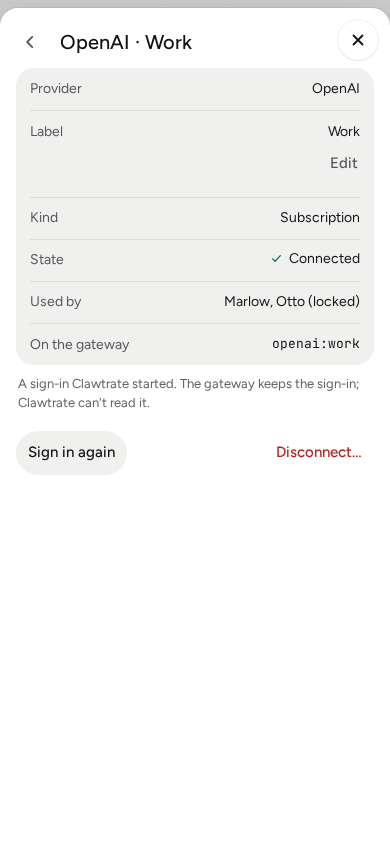 OpenAI · Work
Provider OpenAI
Label Work
Edit
Kind Subscription
State Connected
Used by Marlow, Otto (locked)
On the gateway openai:work
A sign-in Clawtrate started. The gateway keeps the sign-in;
Clawtrate can't read it.
Sign in again Disconnect…